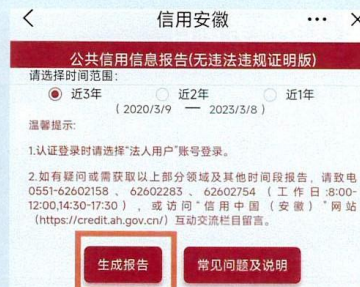 信用安徽
公共信用信息报告(无违法违规证明版)
请选择时间范围:
近3年 近2年 近1年
( 2020/3/9 — 2023/3/8 )
温馨提示:
1.认证登录时请选择“法人用户”账号登录。
2.如有疑问或需获取以上部分领域及其他时间段报告，请致电
0551-62602158 、 62602283 、 62602754 （ 工 作 日 :8:00-
12:00,14:30-17:30 ） ， 或 访 问 “ 信 用 中 国 （ 安 徽 ） ” 网 站
（https://credit.ah.gov.cn/）互动交流栏目留言。
生成报告 常见问题及说明